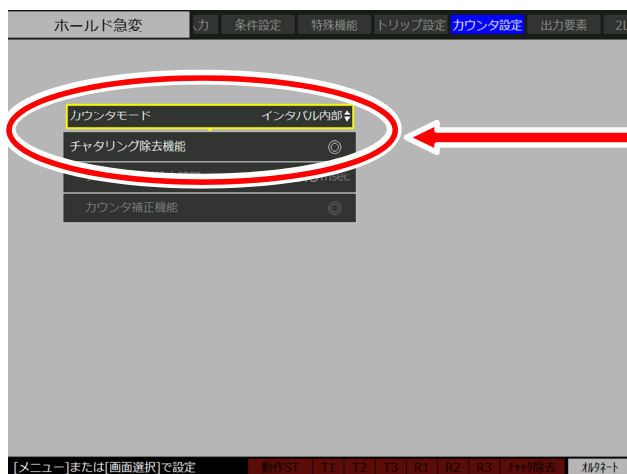 ホールド急変 力 条件設定 特殊機能 トリップ設定 カウンタ設定 出力要素 2L
カウンタモード インタバル内部
チャタリング除去機能 ◎
msec
カウンタ補正機能 ◎
[メニュー]または[画面選択]で設定 動作ST T1 T2 T3 R1 R2 R3 ﾁｬﾀ除去 ｵﾙﾀﾈｰﾄ